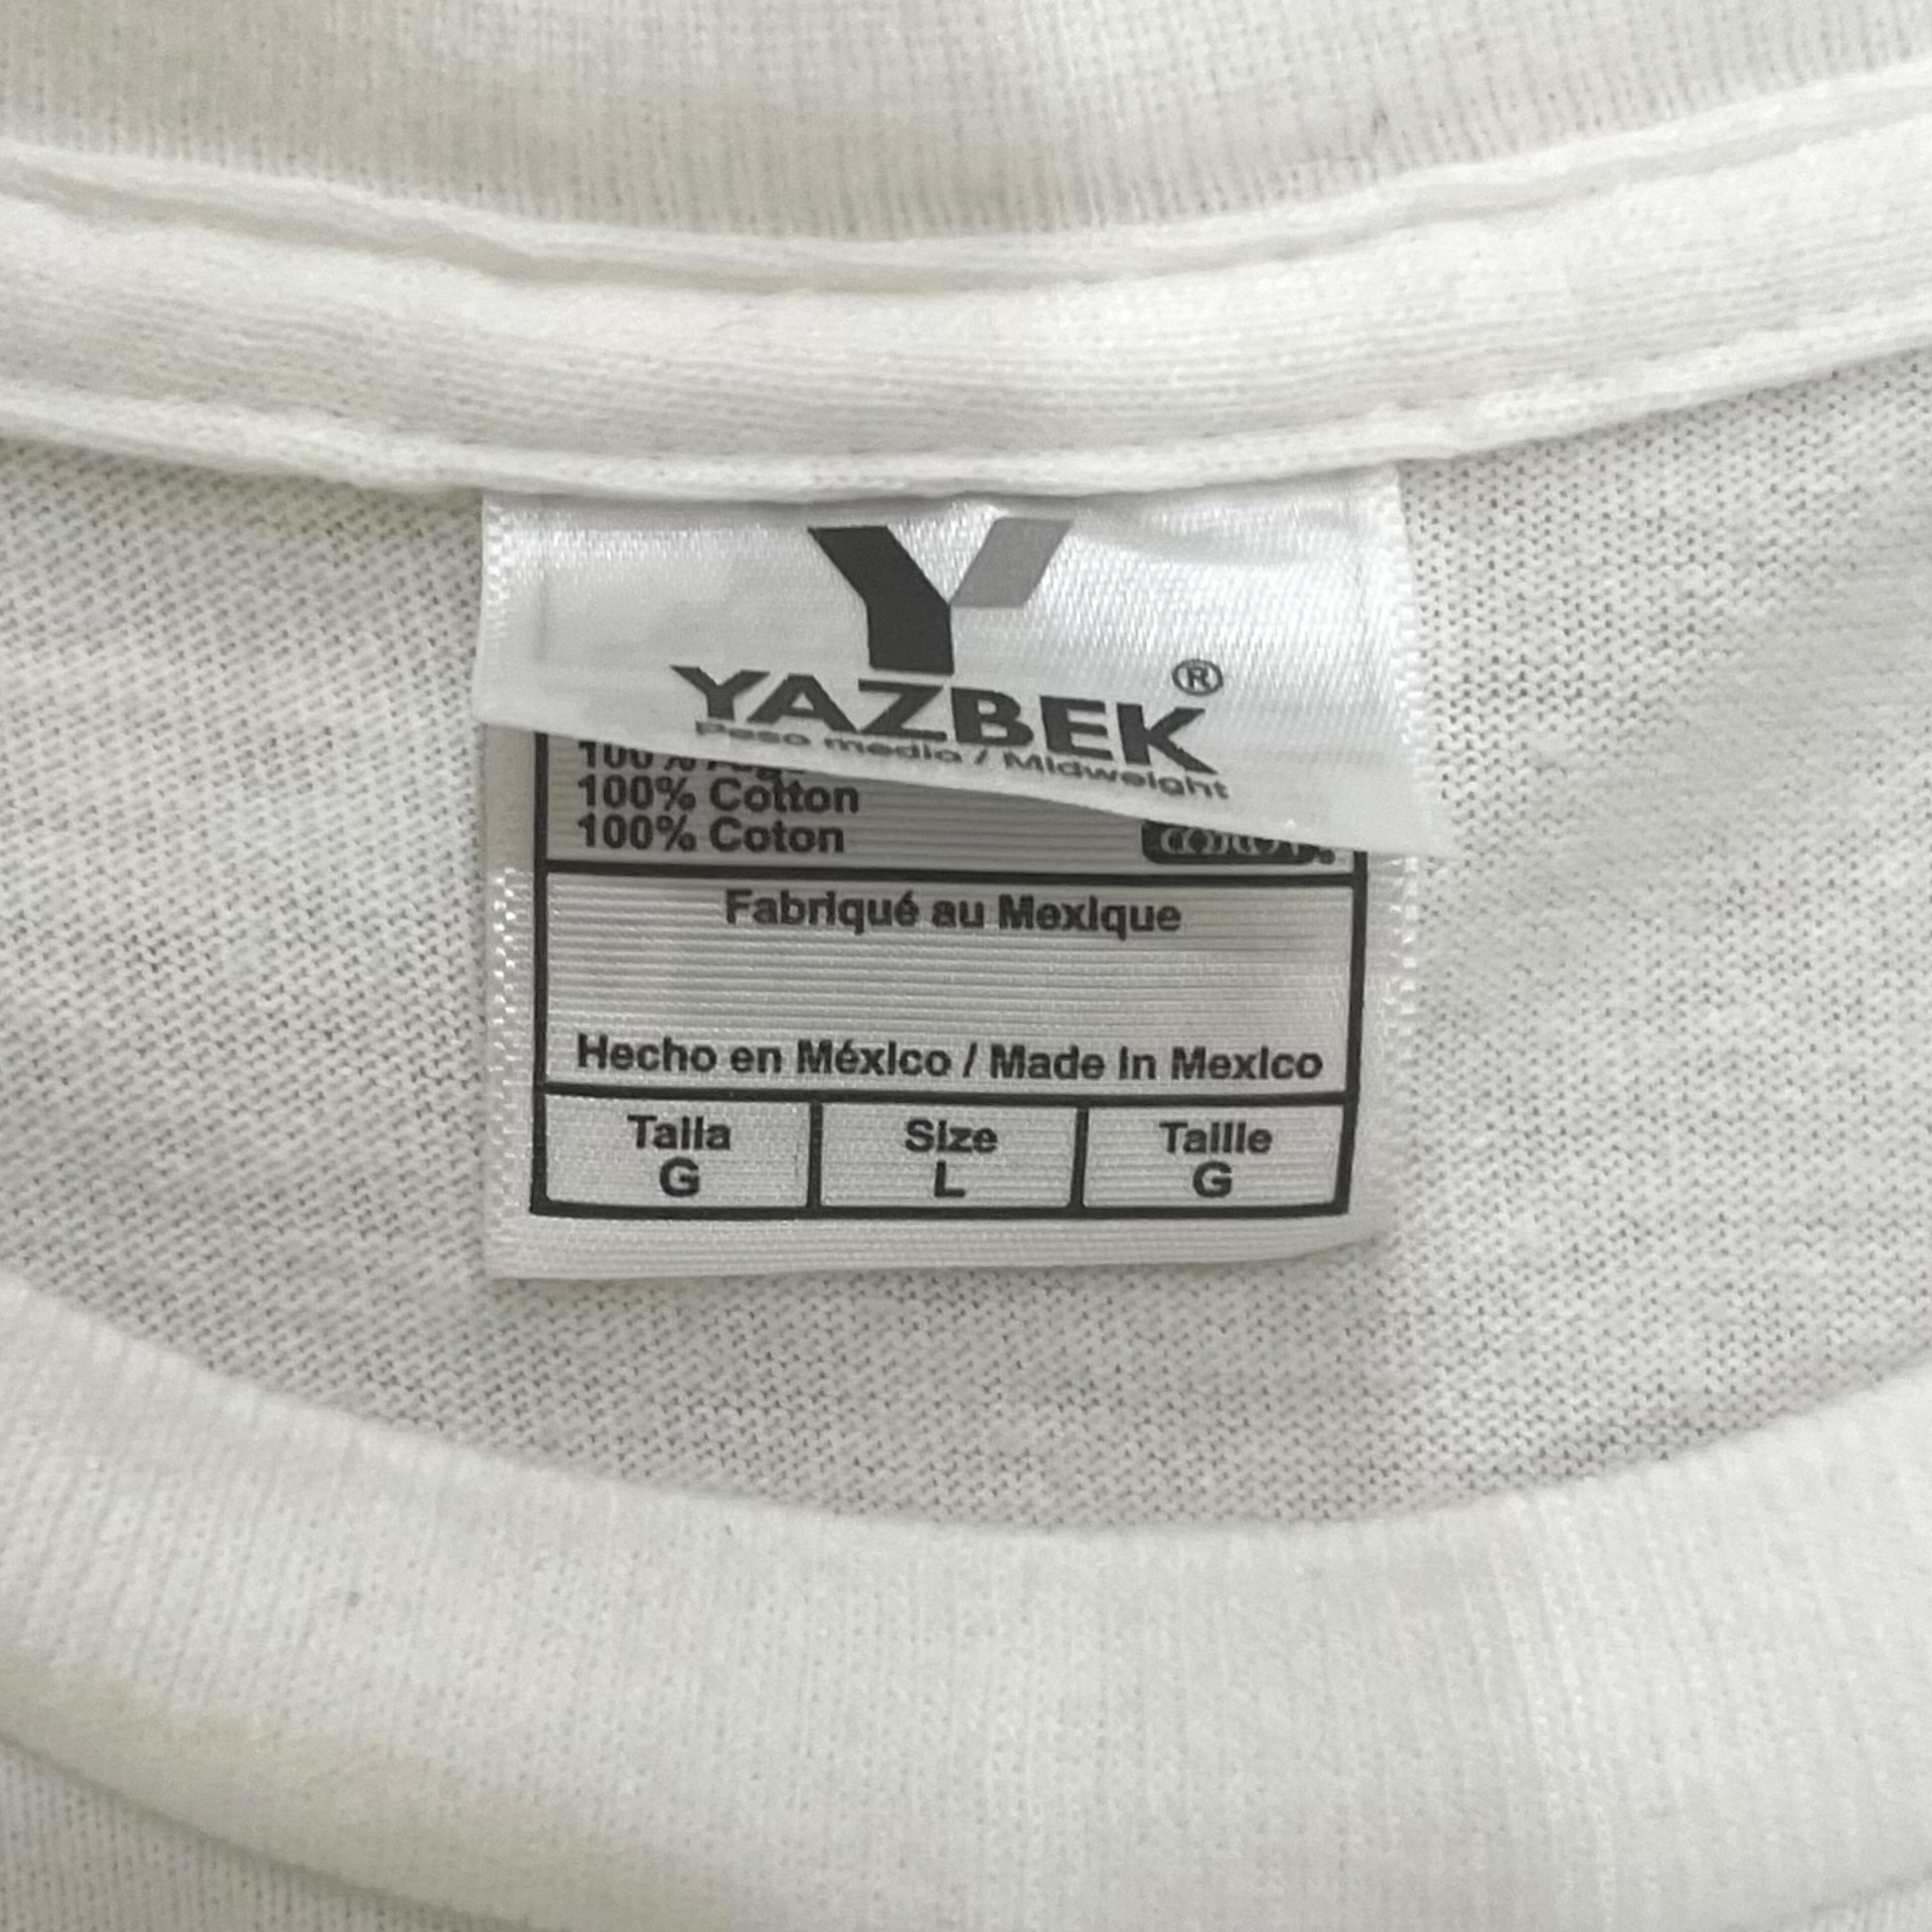 Y
YAZBEK®
Peso medio / Midweight
100%
100% Cotton
100% Coton
Fabriqué au Mexique
Hecho en México / Made in Mexico
Talla
G
Size
L
Taille
G